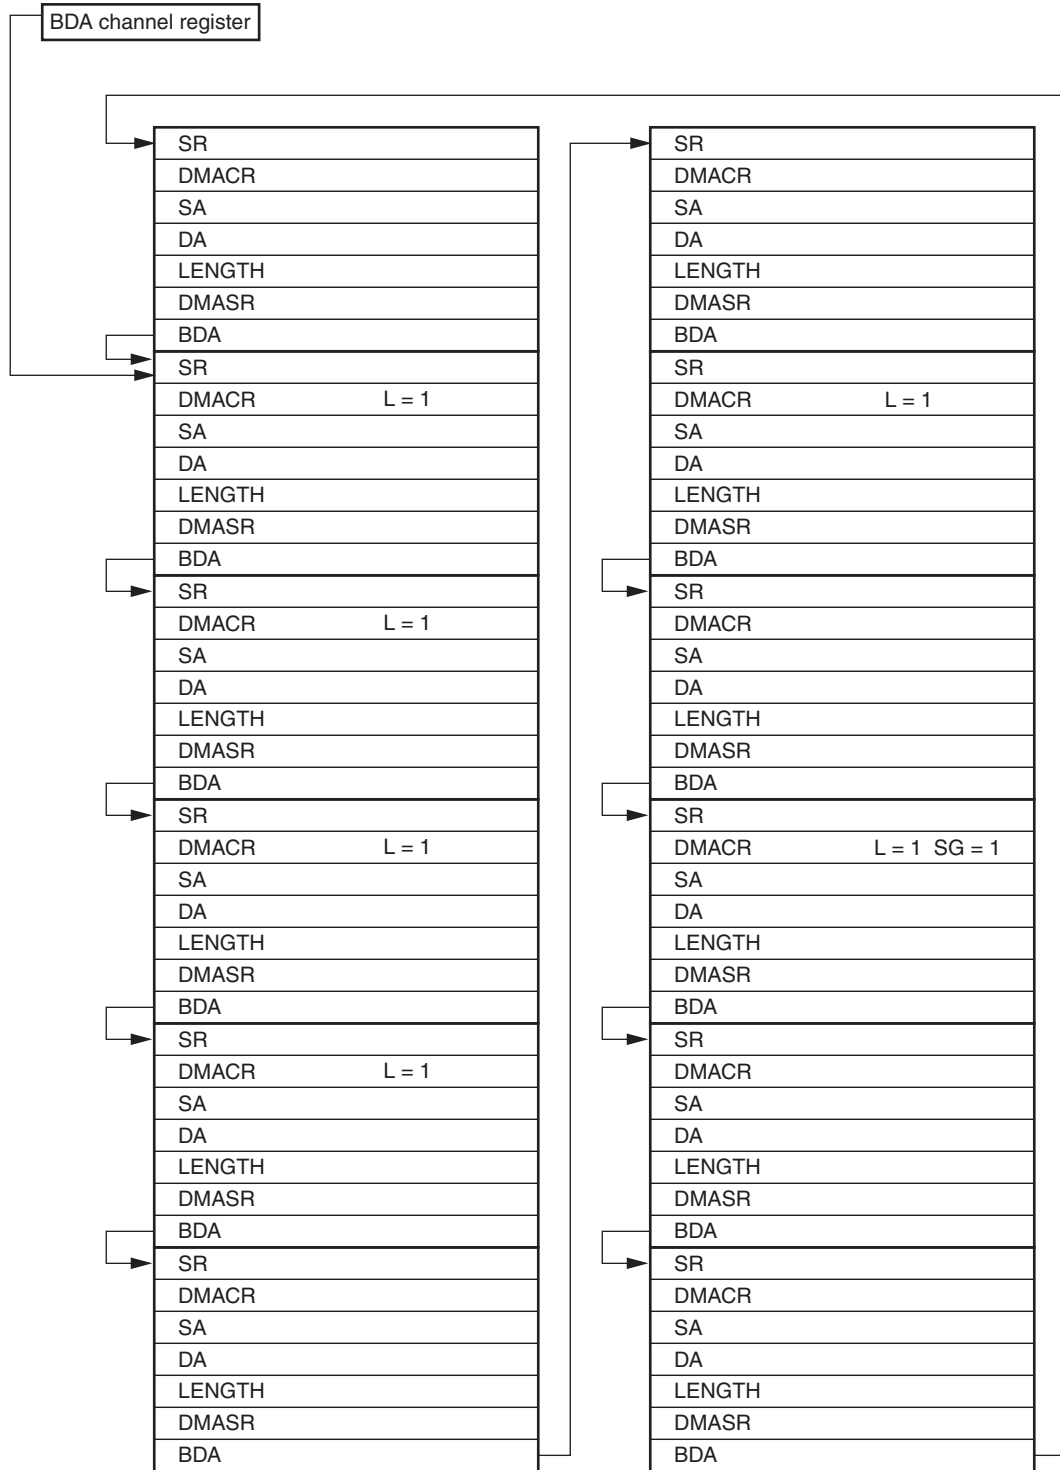 BDA channel register
SR
DMACR
SA
DA
LENGTH
DMASR
BDA
SR
DMACR L = 1
SA
DA
LENGTH
DMASR
BDA
SR
DMACR L = 1
SA
DA
LENGTH
DMASR
BDA
SR
DMACR L = 1
SA
DA
LENGTH
DMASR
BDA
SR
DMACR L = 1
SA
DA
LENGTH
DMASR
BDA
SR
DMACR
SA
DA
LENGTH
DMASR
BDA
SR
DMACR
SA
DA
LENGTH
DMASR
BDA
SR
DMACR L = 1
SA
DA
LENGTH
DMASR
BDA
SR
DMACR
SA
DA
LENGTH
DMASR
BDA
SR
DMACR L = 1 SG = 1
SA
DA
LENGTH
DMASR
BDA
SR
DMACR
SA
DA
LENGTH
DMASR
BDA
SR
DMACR
SA
DA
LENGTH
DMASR
BDA